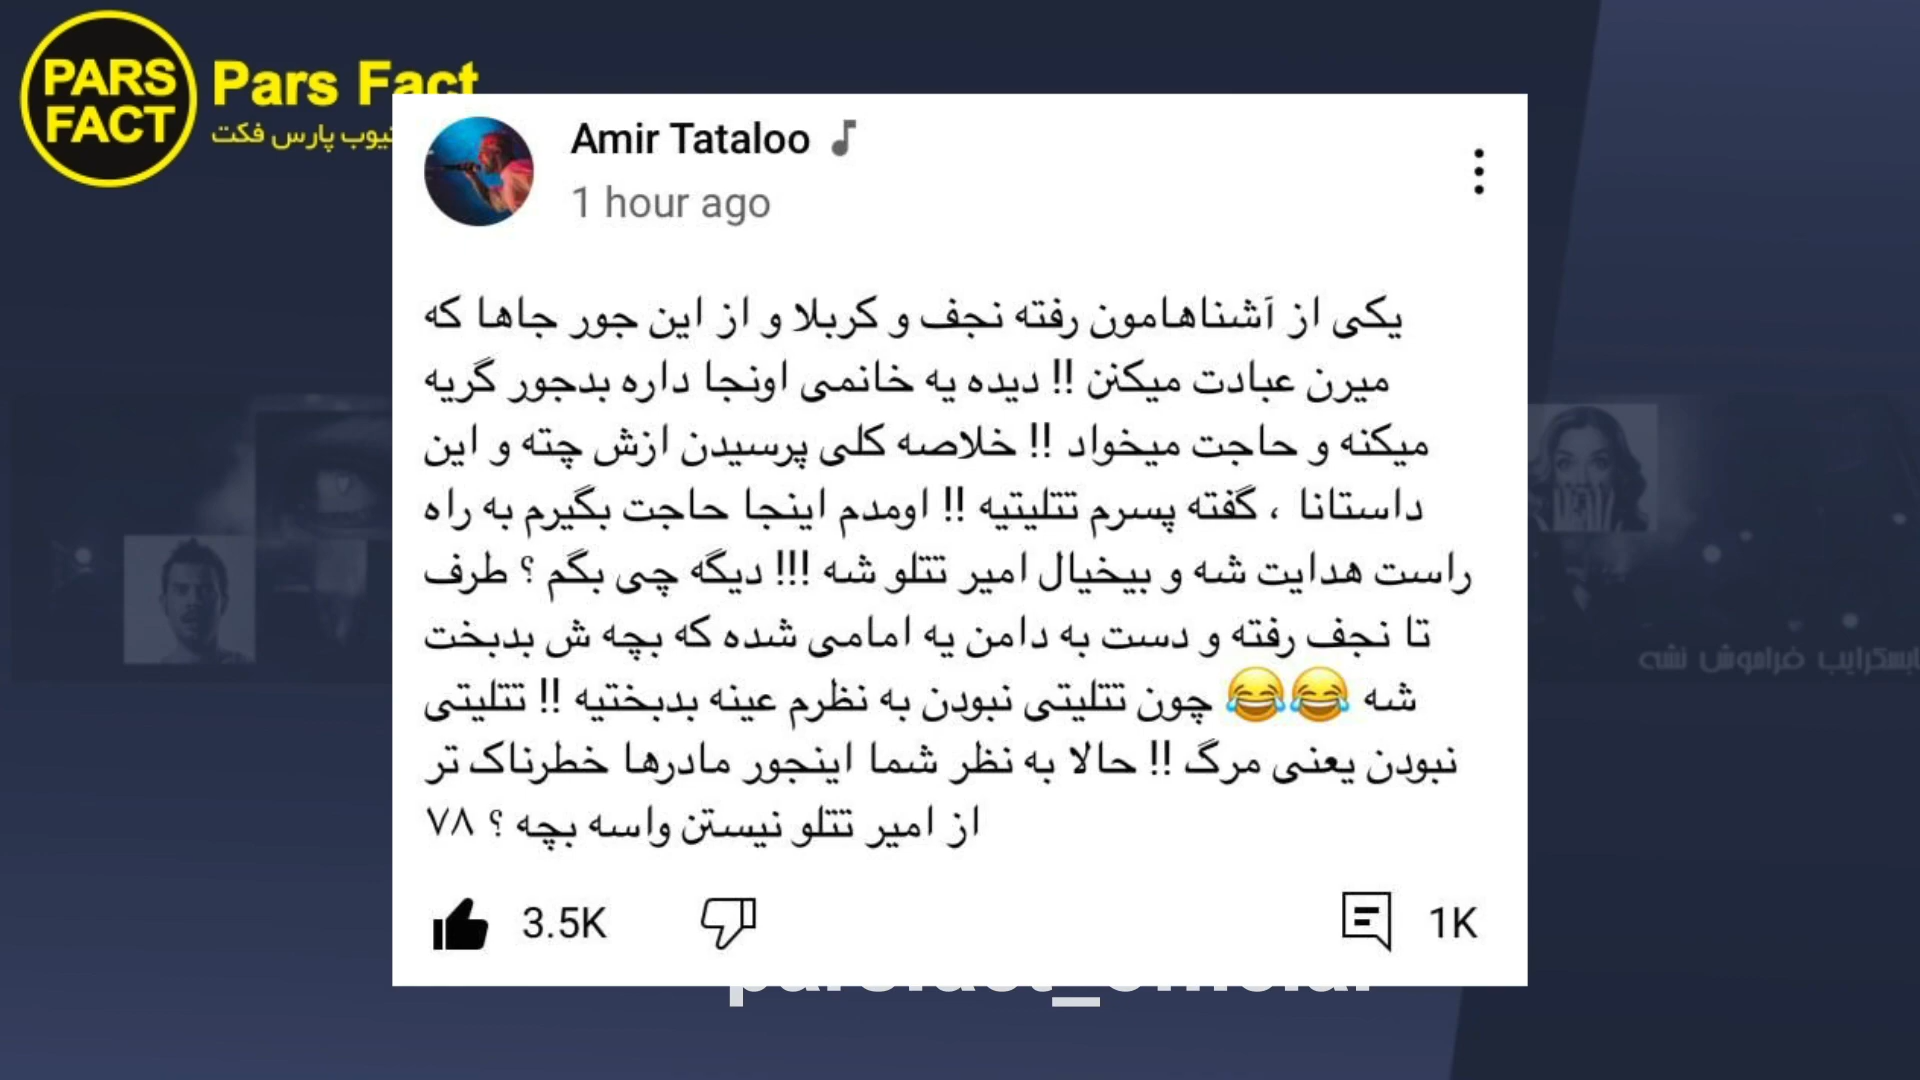 PARS
FACT
Pars Fact
تیوب پارس فکت
Amir Tataloo
1 hour ago
یکی از آشناهامون رفته نجف و کربلا و از این جور جاها که
میرن عبادت میکنن !! دیده یه خانمی اونجا داره بدجور گریه
میکنه و حاجت میخواد !! خلاصه کلی پرسیدن ازش چته و این
داستانا ، گفته پسرم تتلیتیه !! اومدم اینجا حاجت بگیرم به راه
راست هدایت شه و بیخیال امیر تتلو شه !!! دیگه چی بگم ؟ طرف
تا نجف رفته و دست به دامن یه امامی شده که بچه ش بدبخت
شه 😂😂 چون تتلیتی نبودن به نظرم عینه بدبختیه !! تتلیتی
نبودن یعنی مرگ !! حالا به نظر شما اینجور مادرها خطرناک تر
از امیر تتلو نیستن واسه بچه ؟ ۷۸
3.5K
1K
parsfact_official
سابسکرایب فراموش نشه